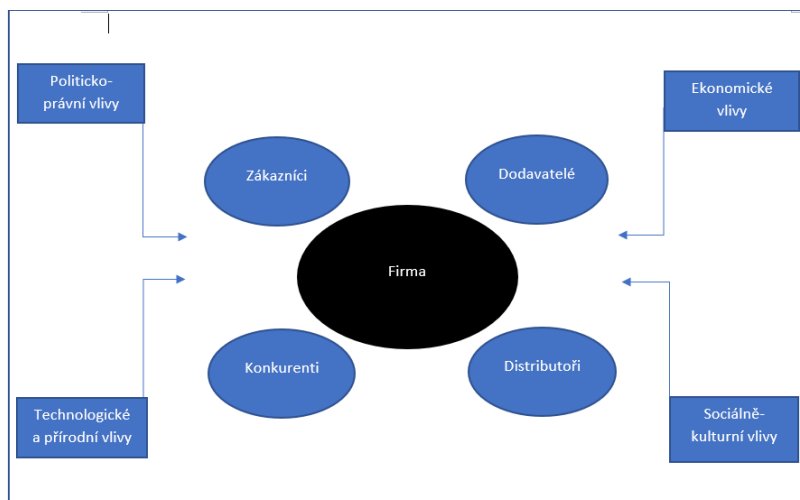 Politicko-
právní vlivy
Ekonomické
vlivy
Zákazníci
Dodavatelé
Firma
Konkurenti
Distributoři
Technologické
a přírodní vlivy
Sociálně-
kulturní vlivy